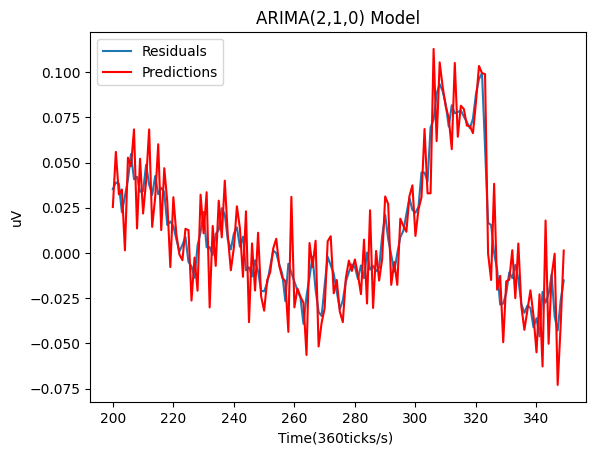 ARIMA(2,1,0) Model
Residuals
Predictions
uV
0.100
0.075
0.050
0.025
0.000
−0.025
−0.050
−0.075
200 220 240 260 280 300 320 340
Time(360ticks/s)